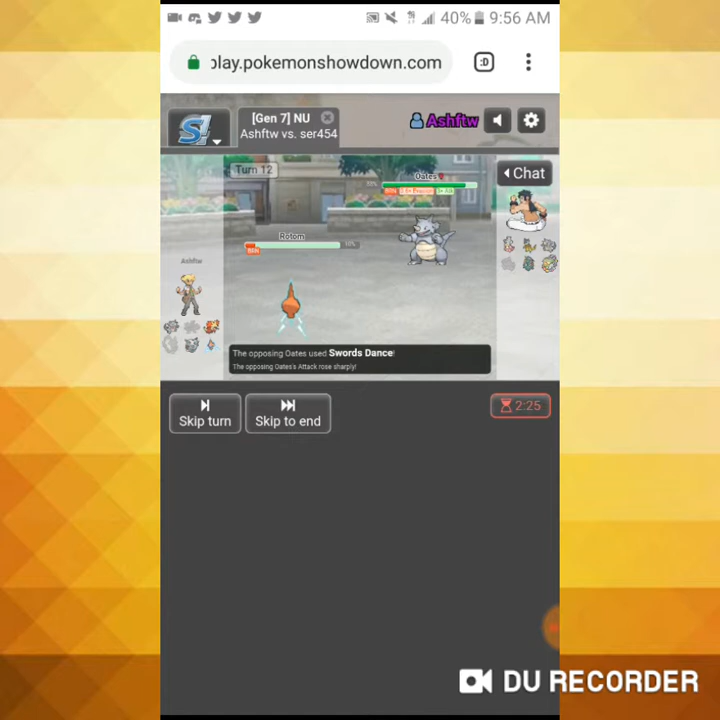 40% 9:56 AM
play.pokemonshowdown.com
:D
S!
[Gen 7] NU
Ashftw vs. ser454
Ashftw
Turn 12
Oates
Chat
BRN
Rotom
BRN
Ashftw
The opposing Oates used Swords Dance!
The opposing Oates's Attack rose sharply!
Skip turn
Skip to end
2:25
DU RECORDER